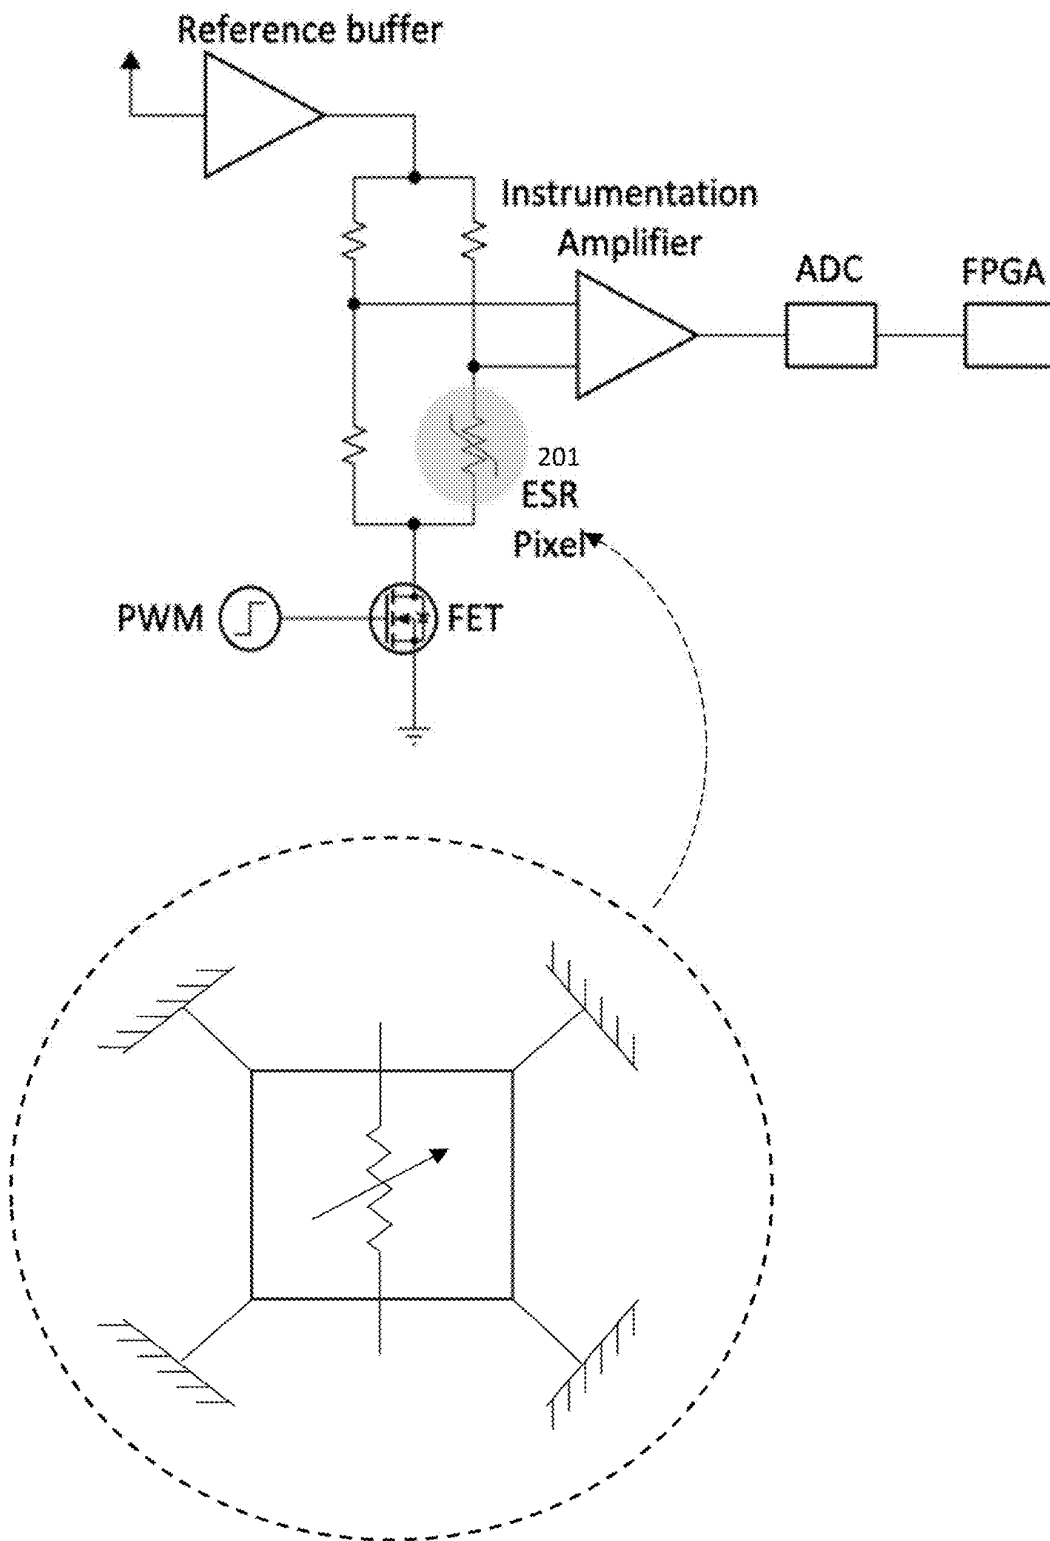 Reference buffer
Instrumentation
Amplifier
ADC
FPGA
201
ESR
Pixel
PWM
FET